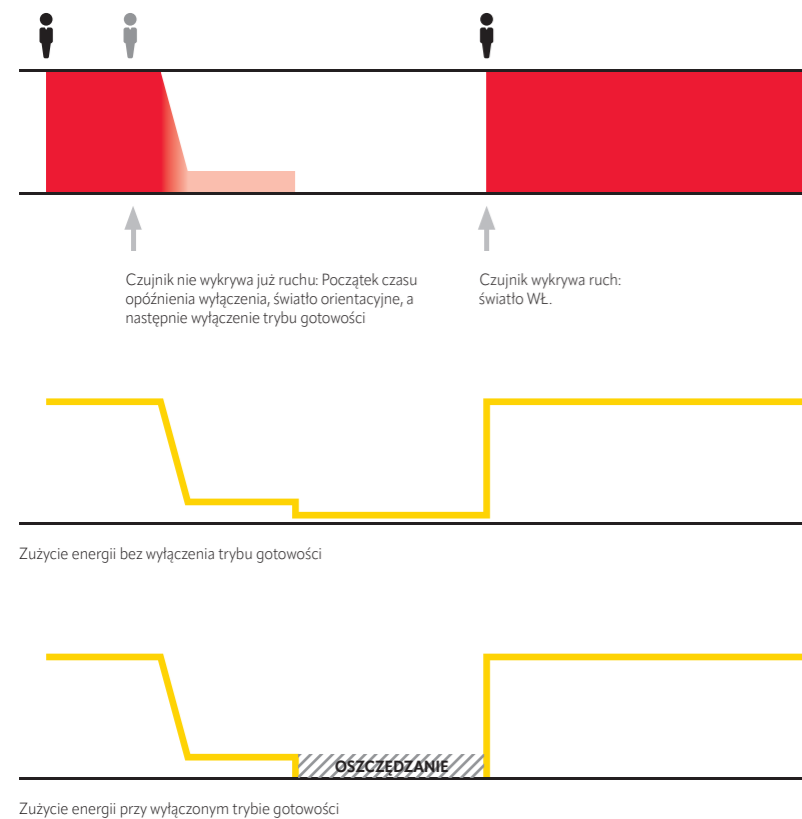 Czujnik nie wykrywa już ruchu: Początek czasu
opóźnienia wyłączenia, światło orientacyjne, a
następnie wyłączenie trybu gotowości
Czujnik wykrywa ruch:
światło WŁ.
Zużycie energii bez wyłączenia trybu gotowości
OSZCZĘDZANIE
Zużycie energii przy wyłączonym trybie gotowości